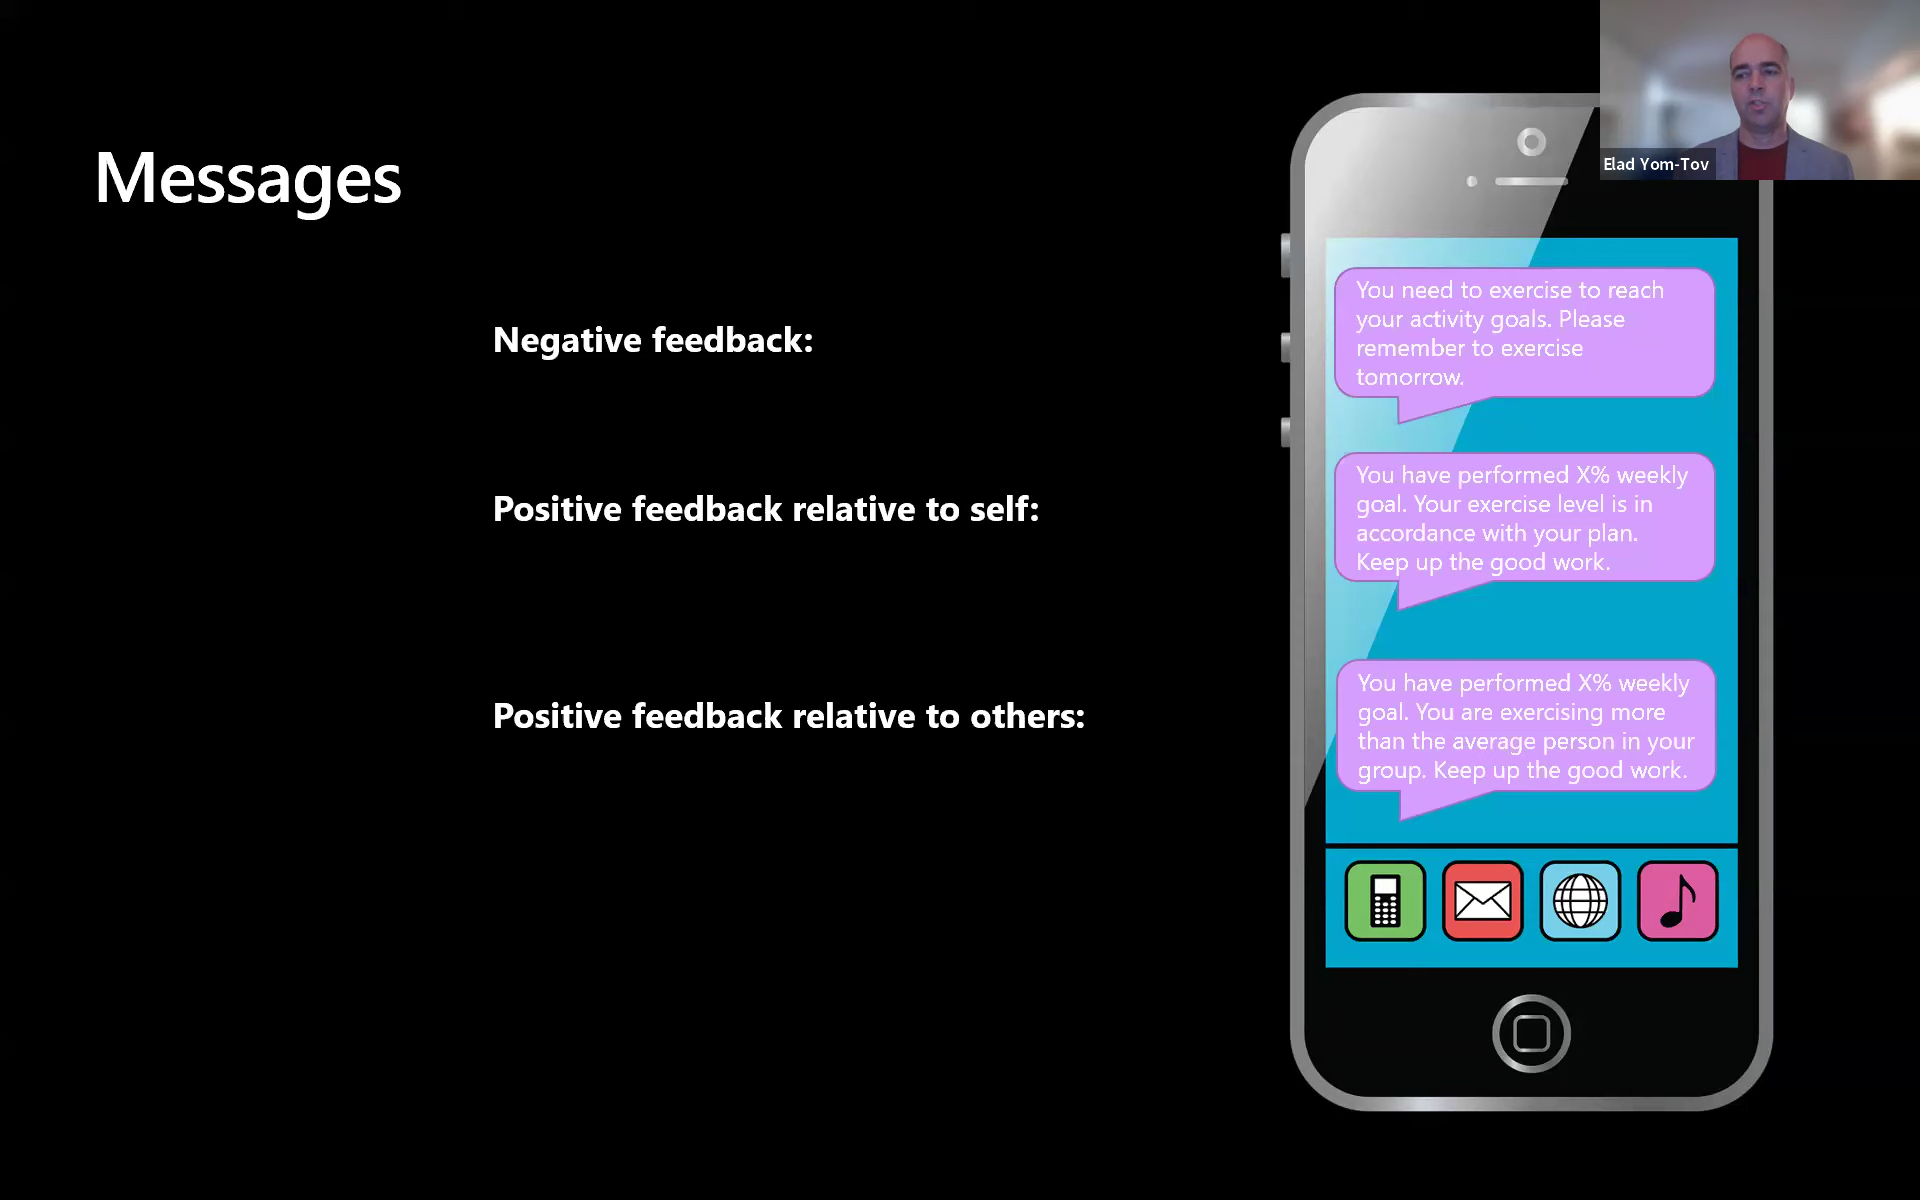 Elad Yom-Tov
Messages
Negative feedback:
You need to exercise to reach
your activity goals. Please
remember to exercise
tomorrow.
Positive feedback relative to self:
You have performed X% weekly
goal. Your exercise level is in
accordance with your plan.
Keep up the good work.
Positive feedback relative to others:
You have performed X% weekly
goal. You are exercising more
than the average person in your
group. Keep up the good work.